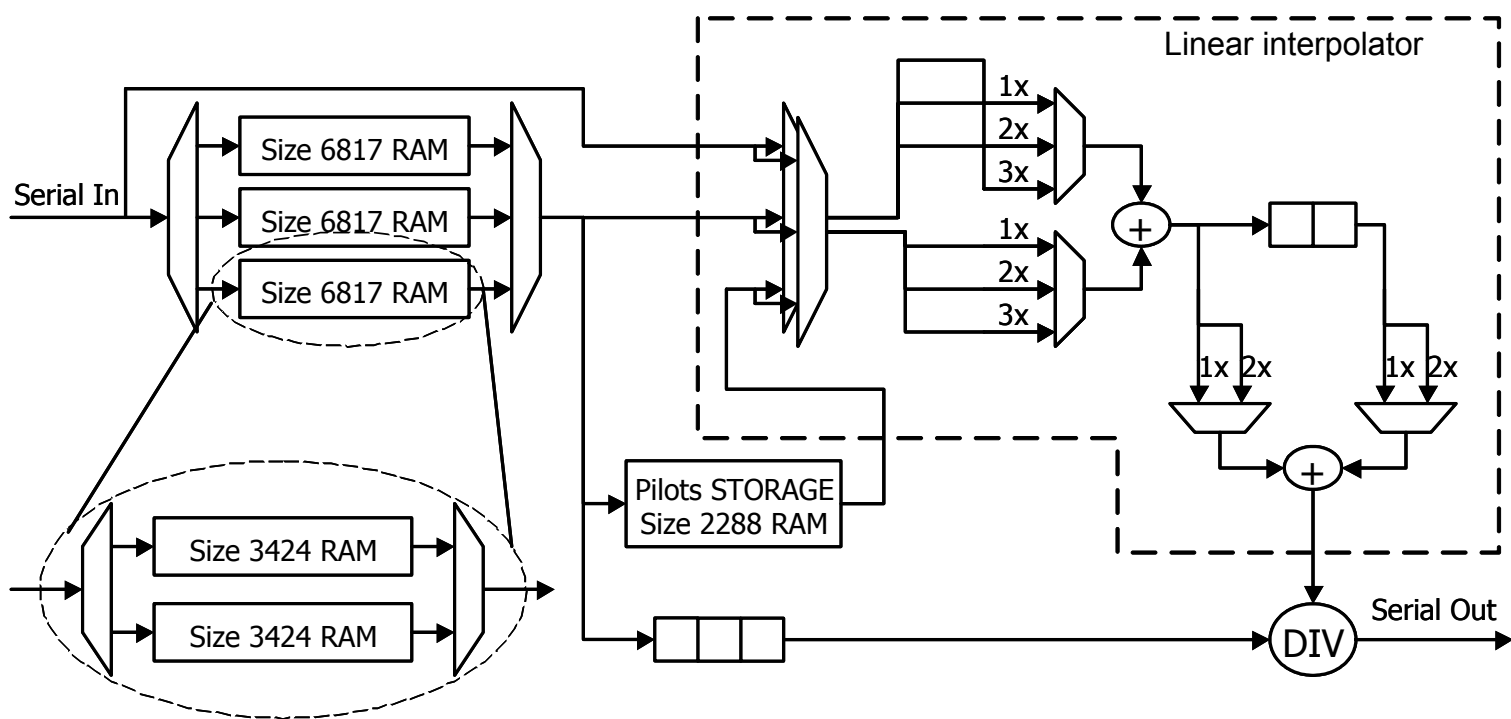 Linear interpolator
Serial In
Size 6817 RAM
Size 6817 RAM
Size 6817 RAM
1x
2x
3x
1x
2x
3x
+
1x
2x
1x
2x
+
Pilots STORAGE
Size 2288 RAM
Size 3424 RAM
Size 3424 RAM
DIV
Serial Out